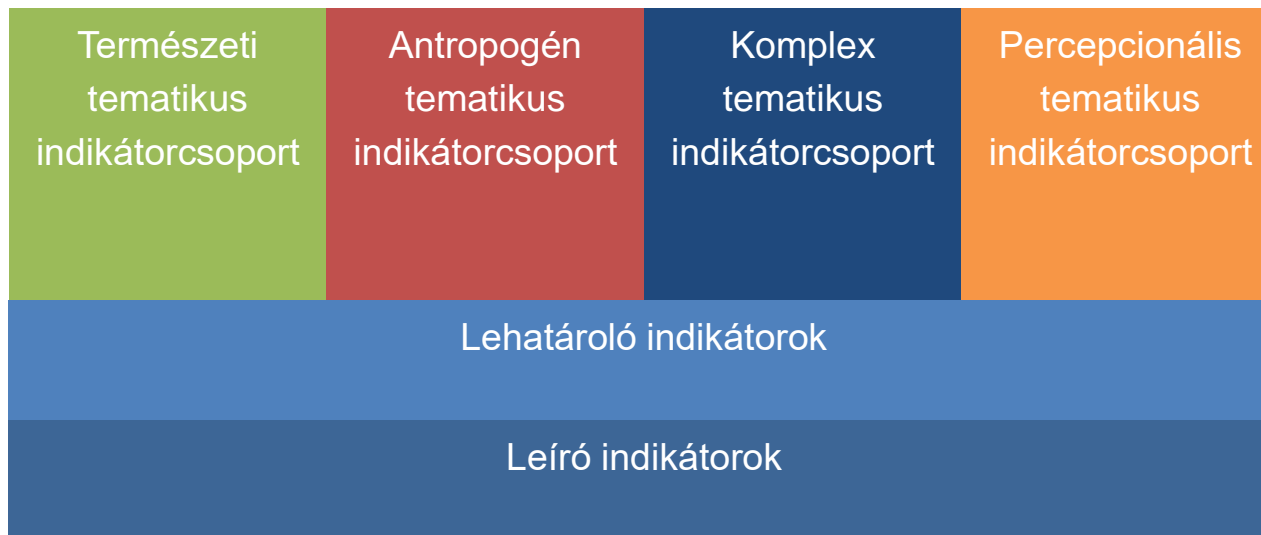 Természeti
tematikus
indikátorcsoport
Antropogén
tematikus
indikátorcsoport
Komplex
tematikus
indikátorcsoport
Percepcionális
tematikus
indikátorcsoport
Lehatároló indikátorok
Leíró indikátorok